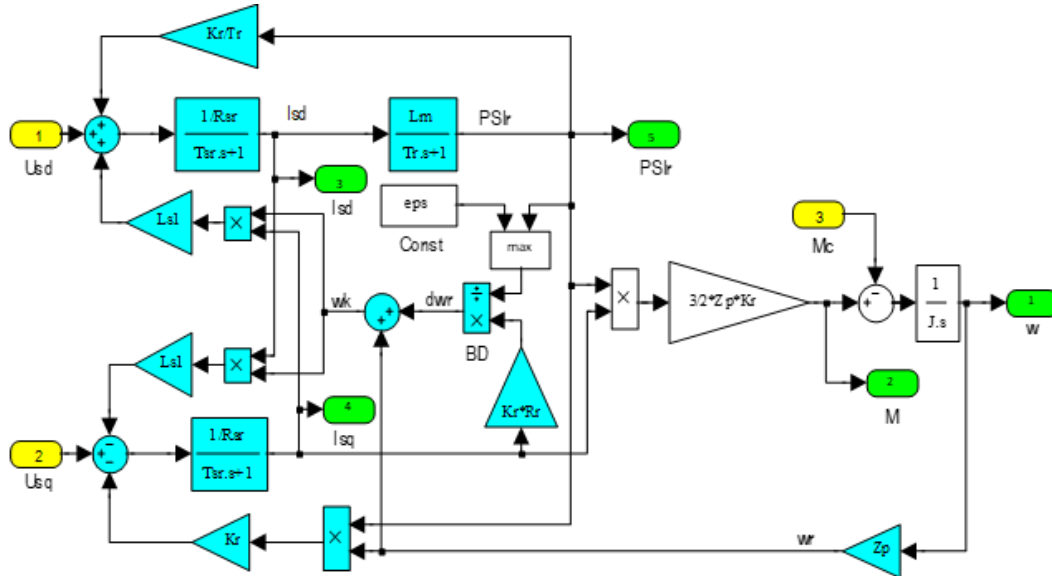 Kr/Tr
1
Usd
1/Rsr
Tsr.s+1
Isd
Lm
Tr.s+1
PSIr
5
PSIr
3
Isd
eps
Const
max
Ls1
×
3
Mc
wk
dwr
÷
×
BD
×
3/2*Zp*Kr
1
J.s
1
w
Ls1
×
Kr*Rr
2
M
4
Isq
2
Usq
1/Rsr
Tsr.s+1
Kr
×
wr
Zp